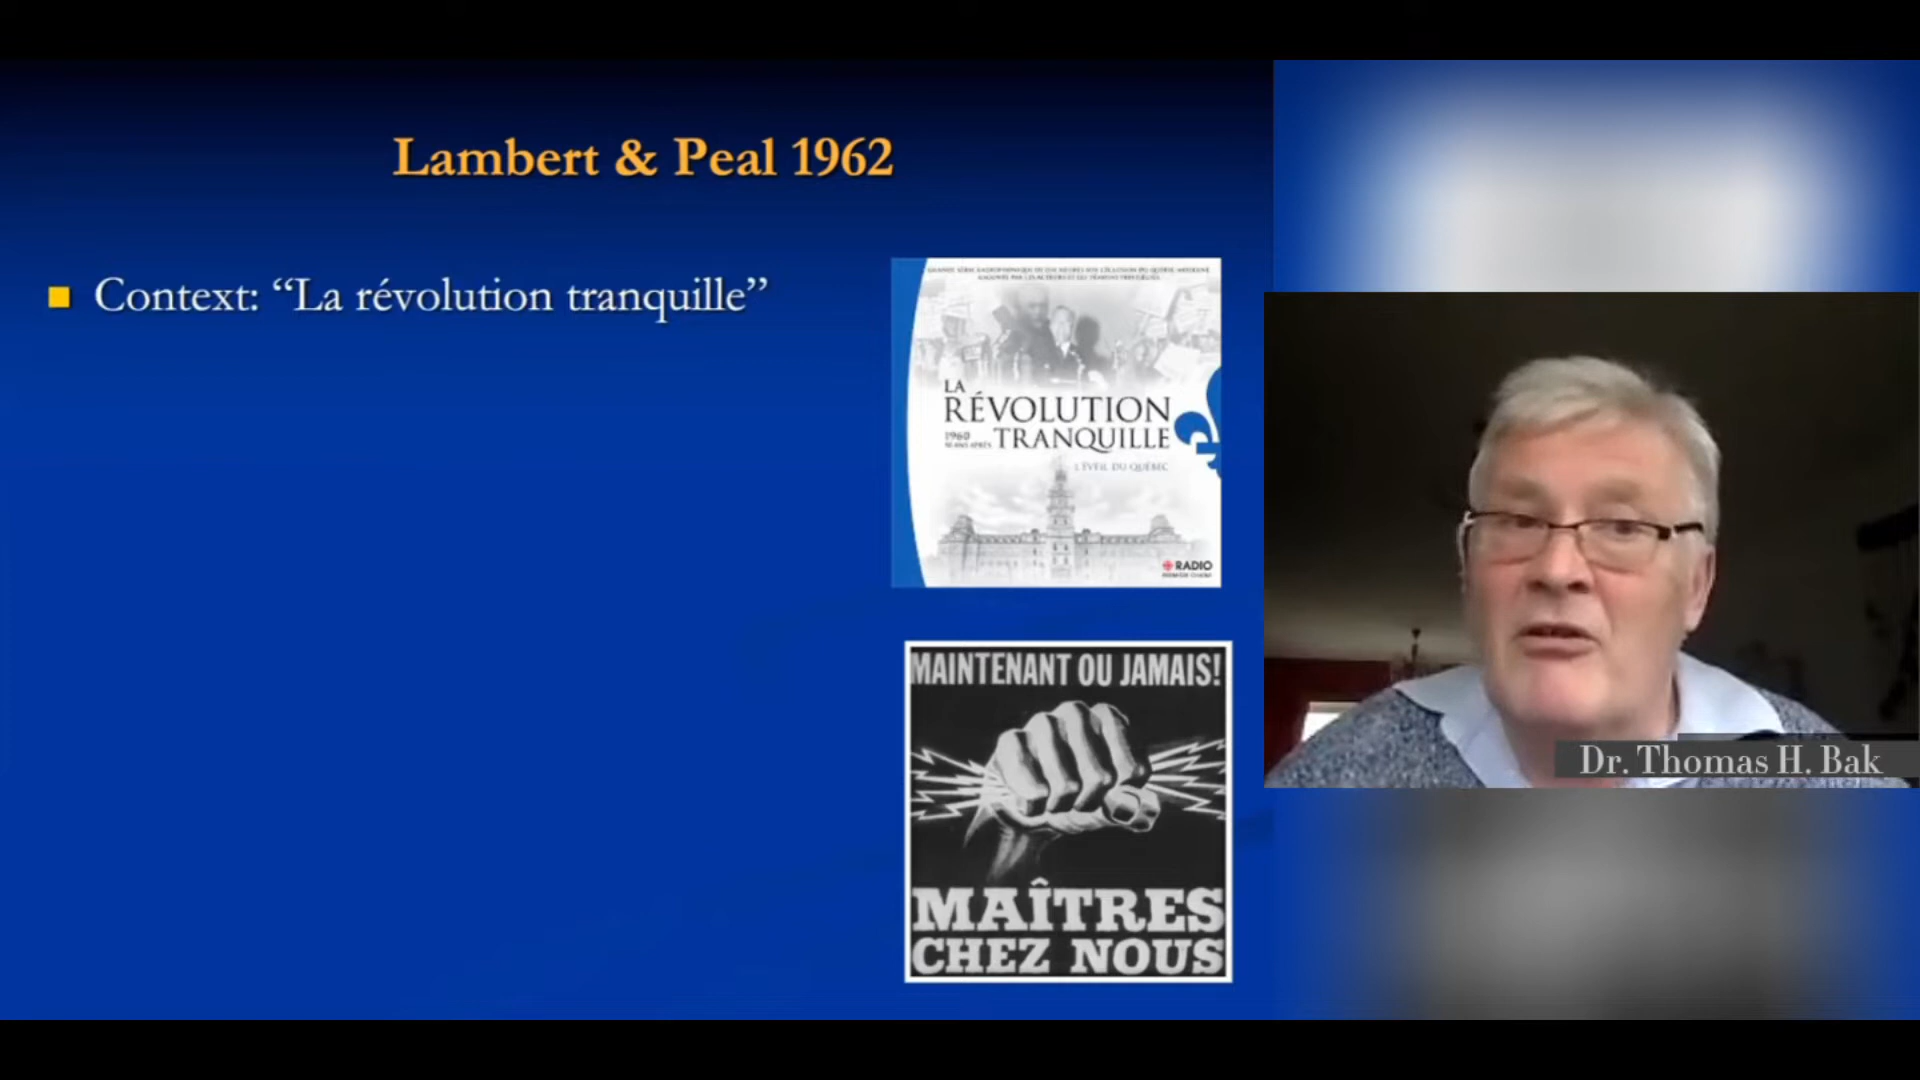 Lambert & Peal 1962
Context: “La révolution tranquille”
LA
RÉVOLUTION
1960
TRANQUILLE
L'ÉVEIL DU QUÉBEC
RADIO
MAINTENANT OU JAMAIS!
MAÎTRES
CHEZ NOUS
Dr. Thomas H. Bak